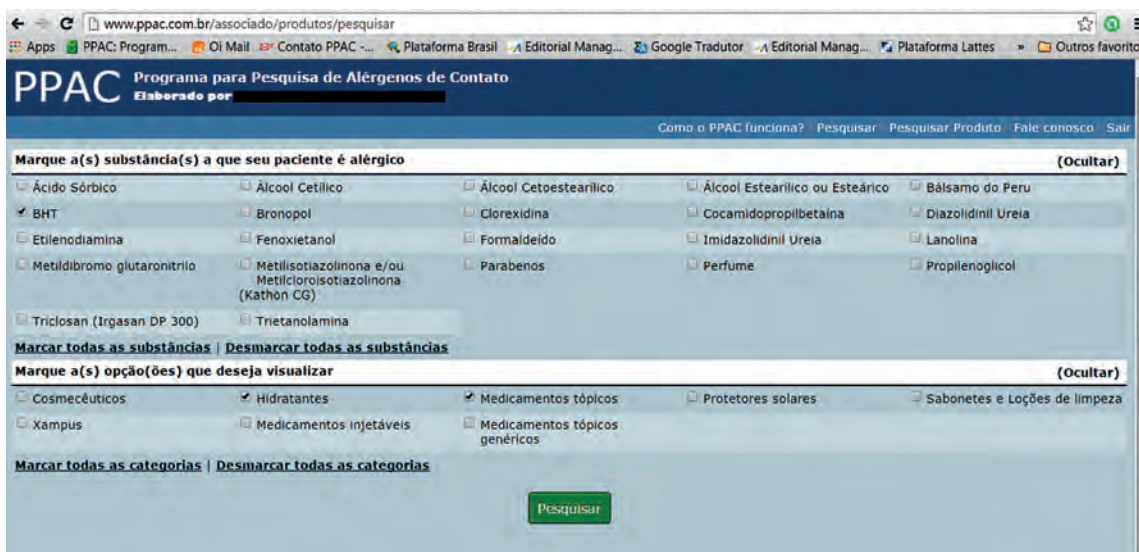 www.ppac.com.br/associado/produtos/pesquisar
Apps PPAC: Program... Oi Mail Contato PPAC -... Plataforma Brasil Editorial Manag... Google Tradutor Editorial Manag... Plataforma Lattes » Outros favorito
PPAC Programa para Pesquisa de Alérgenos de Contato
Elaborado por
Como o PPAC funciona? Pesquisar Pesquisar Produto Fale conosco Sair
Marque a(s) substância(s) a que seu paciente é alérgico (Ocultar)
Ácido Sórbico Álcool Cetílico Álcool Cetoestearílico Álcool Estearílico ou Esteárico Bálsamo do Peru
BHT Bronopol Clorexidina Cocamidopropilbetaína Diazolidinil Ureia
Etilenodiamina Fenoxietanol Formaldeído Imidazolidinil Ureia Lanolina
Metildibromo glutaronitrilo Metilisotiazolinona e/ou Parabenos Perfume Propilenoglicol
Metilcloroisotiazolinona
(Kathon CG)
Triclosan (Irgasan DP 300) Trietanolamina
Marcar todas as substâncias | Desmarcar todas as substâncias
Marque a(s) opção(ões) que deseja visualizar (Ocultar)
Cosmecêuticos Hidratantes Medicamentos tópicos Protetores solares Sabonetes e Loções de limpeza
Xampus Medicamentos injetáveis Medicamentos tópicos
genéricos
Marcar todas as categorias | Desmarcar todas as categorias
Pesquisar